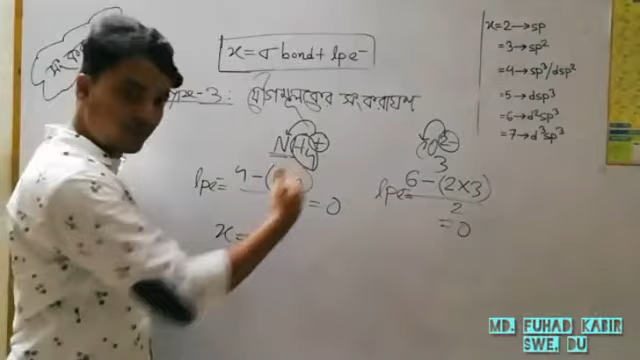 x = σ bond + lpe⁻
x=2→sp
=3→sp²
=4→sp³/dsp²
=5→dsp³
=6→d²sp³
=7→d³sp³
-3: যৌগমূলকের সংকরায়ণ
NH₄⁺
lpe=
= 0
x=
3
lpe= 6-(2×3)
2
= 0
MD. FUHAD KABIR
SWE, DU